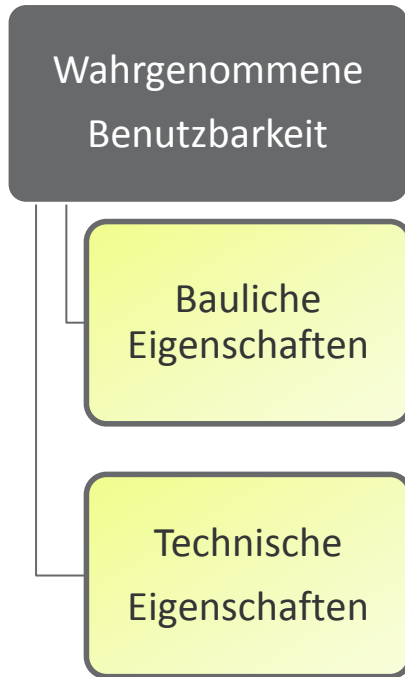 Wahrgenommene
Benutzbarkeit
Bauliche
Eigenschaften
Technische
Eigenschaften